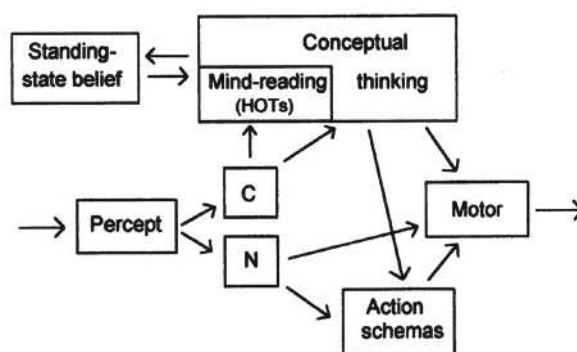 Standing-
state belief
Conceptual
thinking
Mind-reading
(HOTs)
C
Percept
N
Motor
Action
schemas